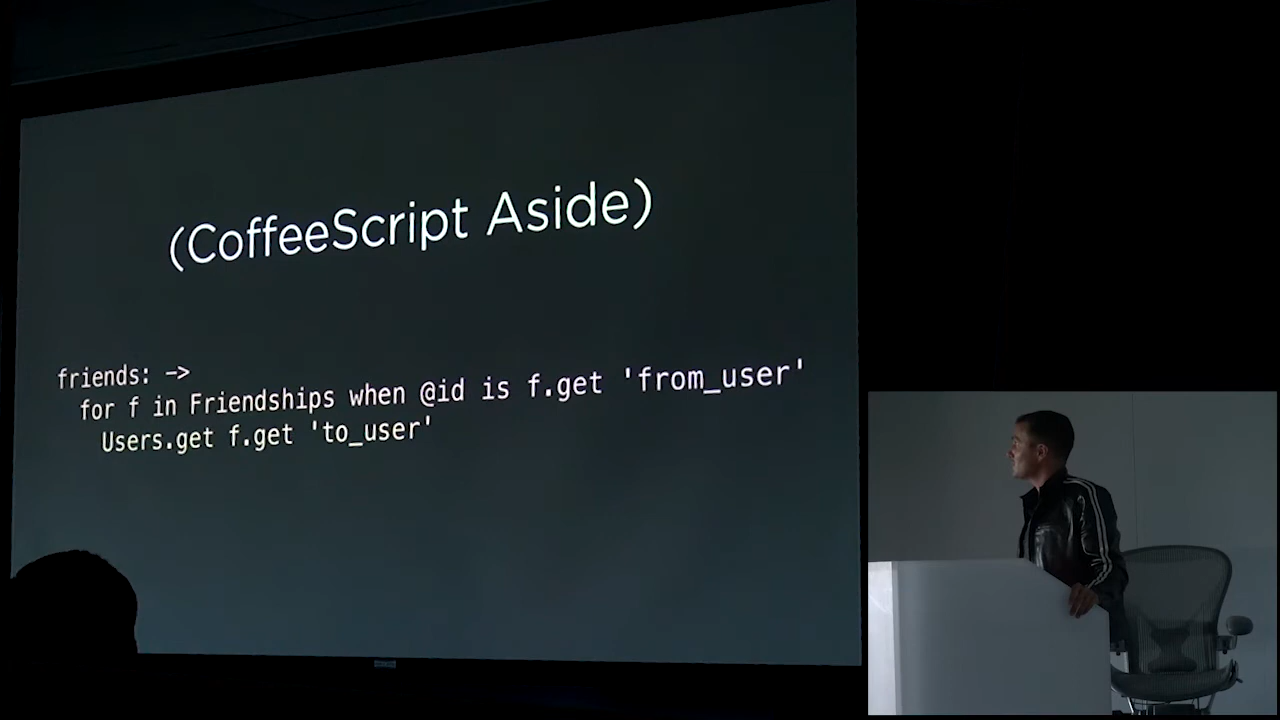 (CoffeeScript Aside)
friends: ->
for f in Friendships when @id is f.get 'from_user'
Users.get f.get 'to_user'